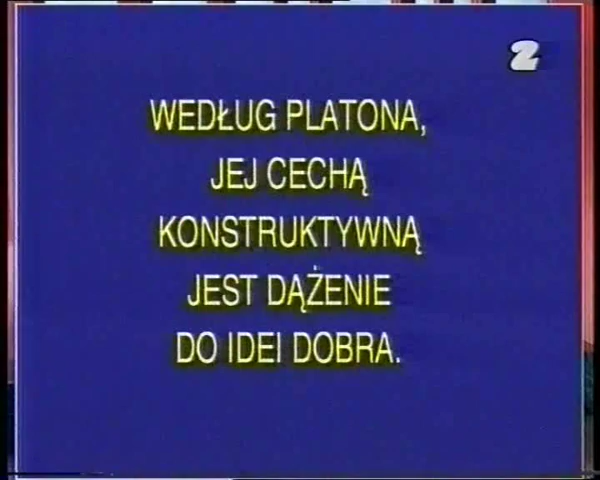 2
WEDŁUG PLATONA,
JEJ CECHĄ
KONSTRUKTYWNĄ
JEST DĄŻENIE
DO IDEI DOBRA.